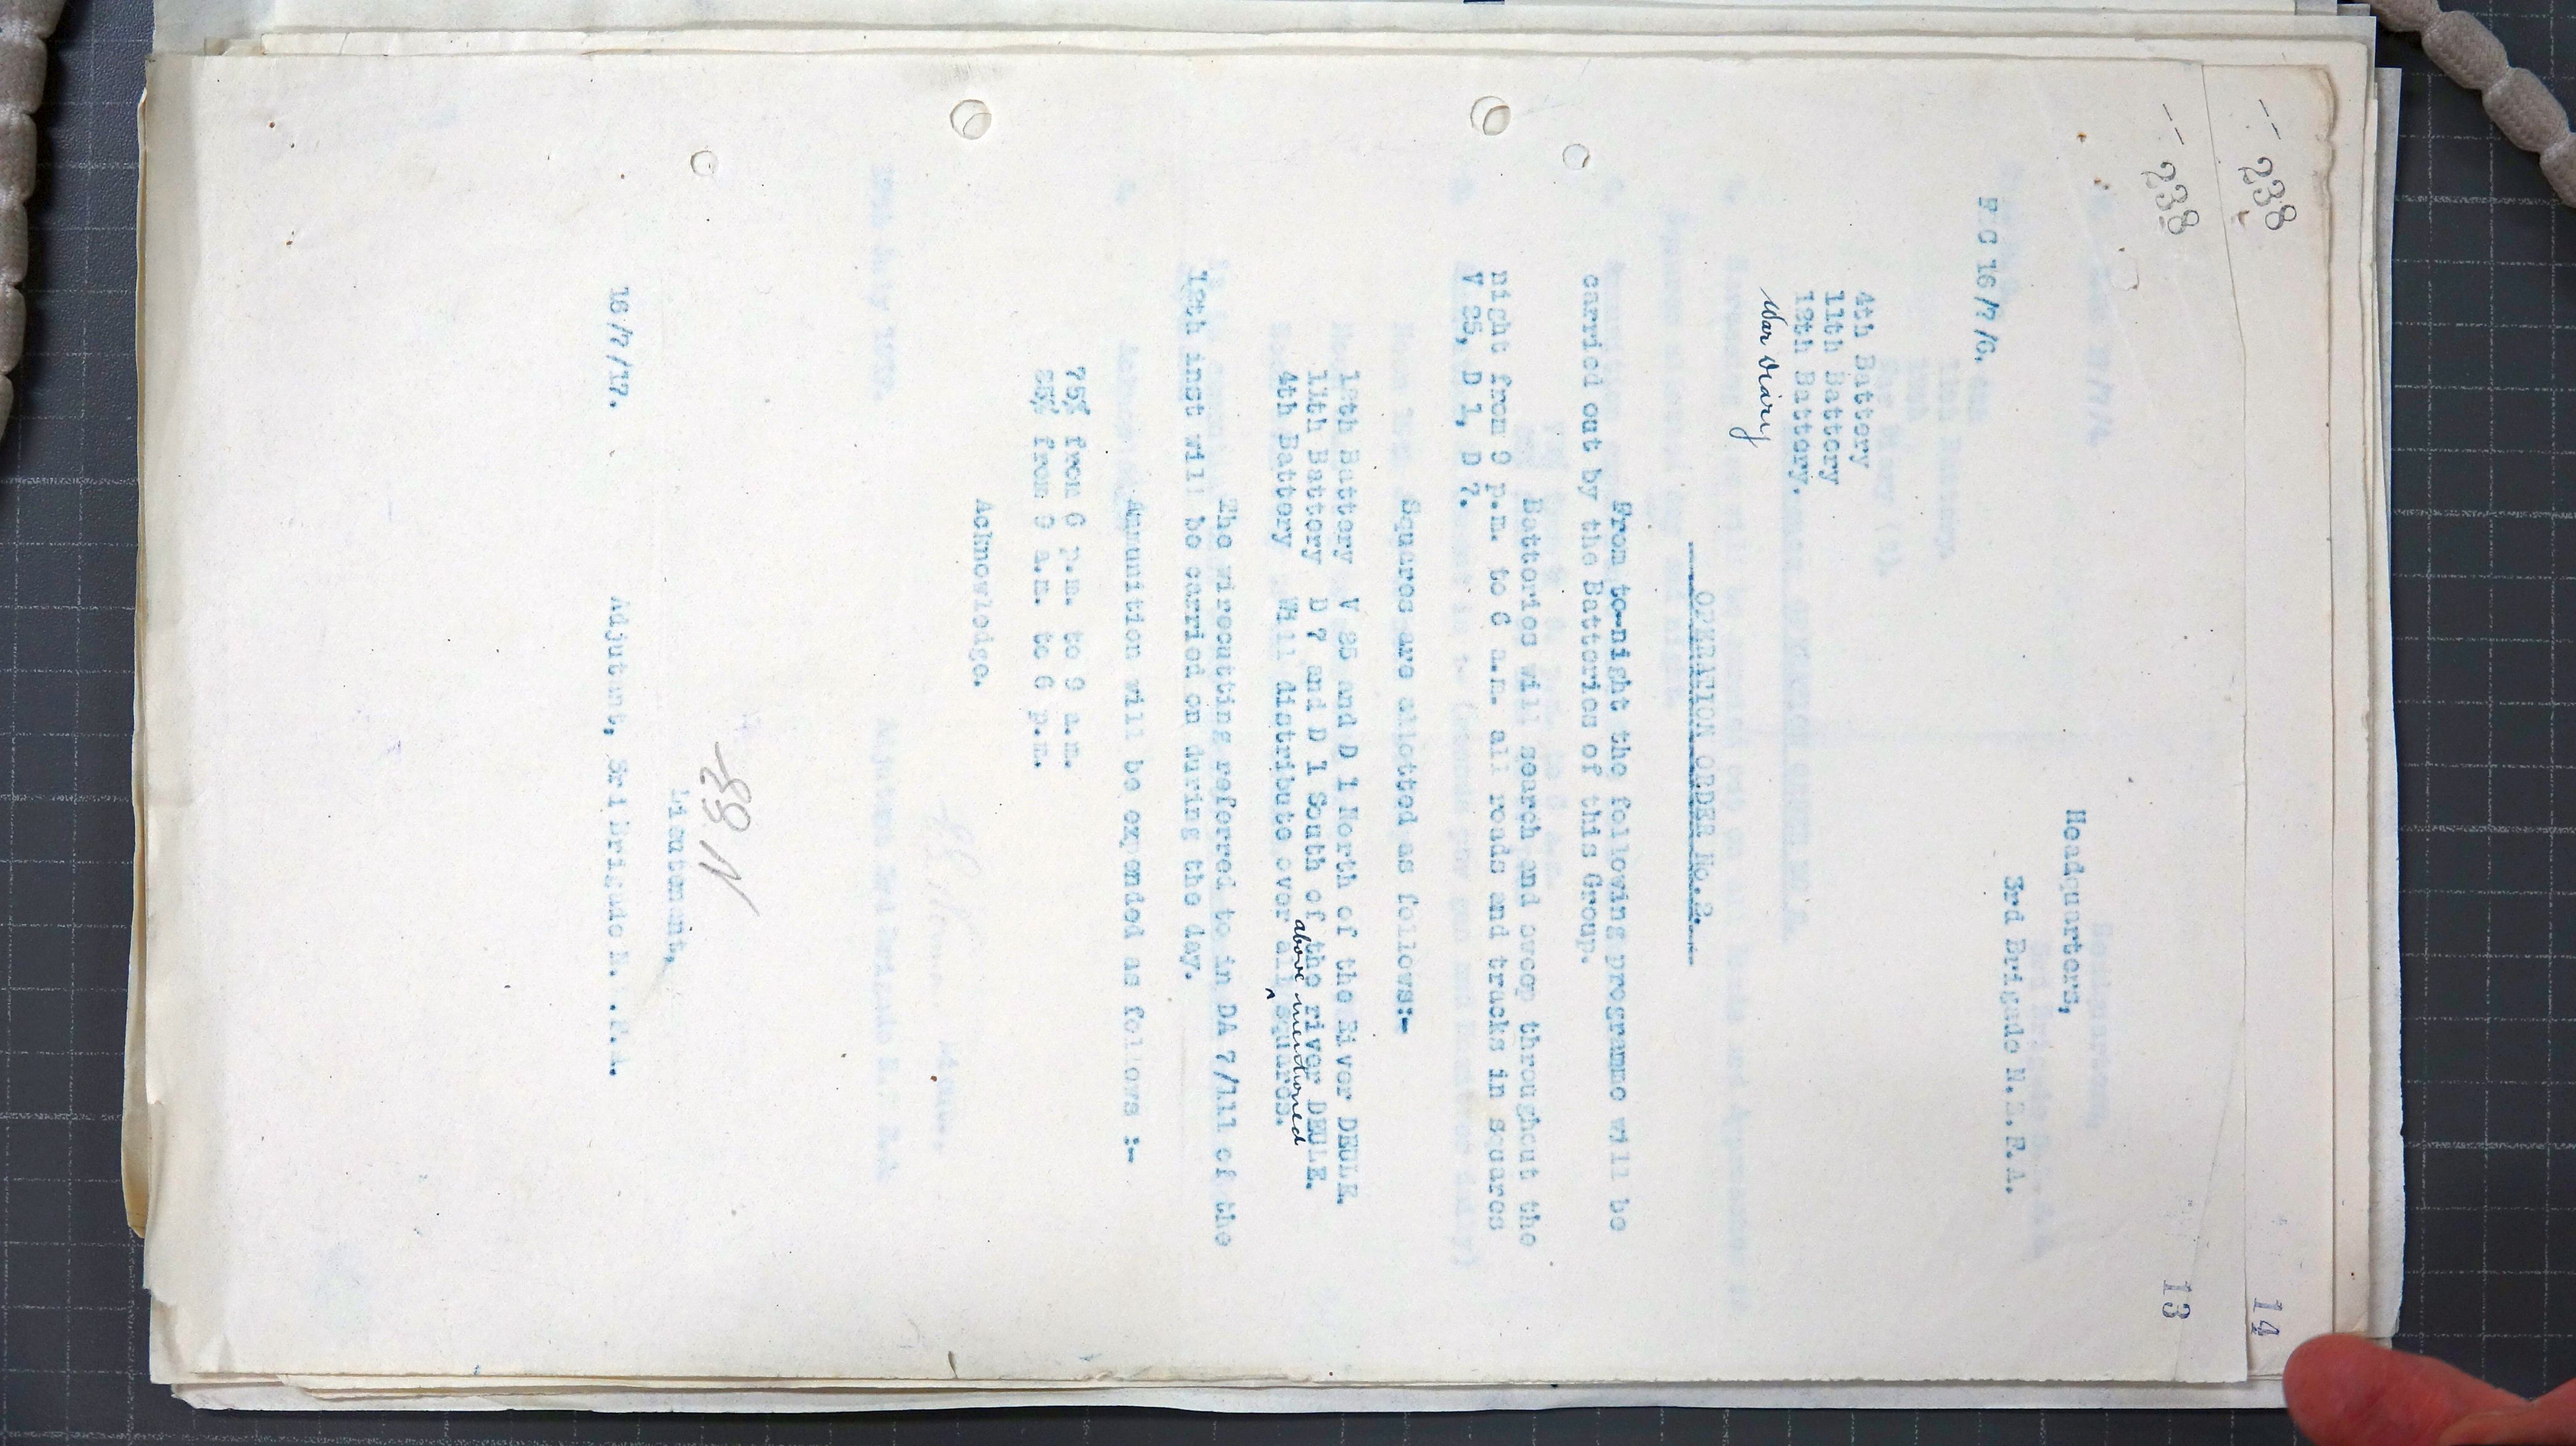 -- 238
14
-- 238
13
Headquarters,
3rd Brigade N.Z.F.A.
F C 16/7/C.
4th Battery
11th Battery
12th Battery.
War Diary
OPERATION ORDER No.2.
From to-night the following programme will be
carried out by the Batteries of this Group.
Batteries will search and sweep throughout the
night from 9 p.m. to 6 a.m. all roads and tracks in squares
V 25, D 1, D 7.
Squares are allotted as follows:-
12th Battery V 25 and D 1 North of the River DEULE.
11th Battery D 7 and D 1 South of the river DEULE.
above mentioned
4th Battery Will distribute over all ^ squares.
The wirecutting referred to in DA 7/111 of the
inst will be carried on during the day.
Ammunition will be expended as follows :-
75% from 6 p.m. to 9 a.m.
25% from 9 a.m. to 6 p.m.
Acknowledge.
Lieutenant,
16/7/17. Adjutant, 3rd Brigade N.Z.F.A.